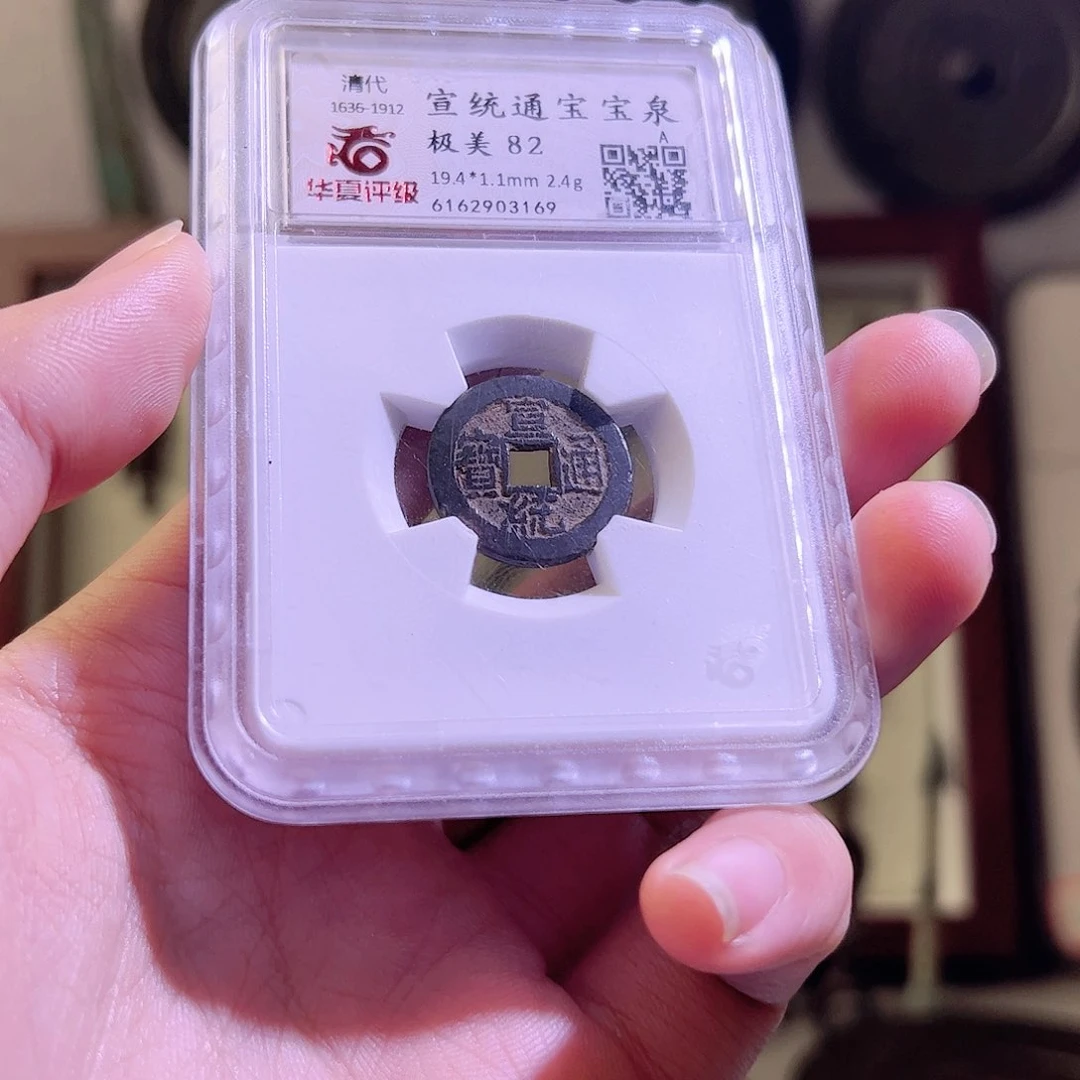 清代
1636-1912
华夏评级
宣统通宝宝泉
极美 82
A
19.4*1.1mm 2.4g
6162903169
宣
寶 通
統